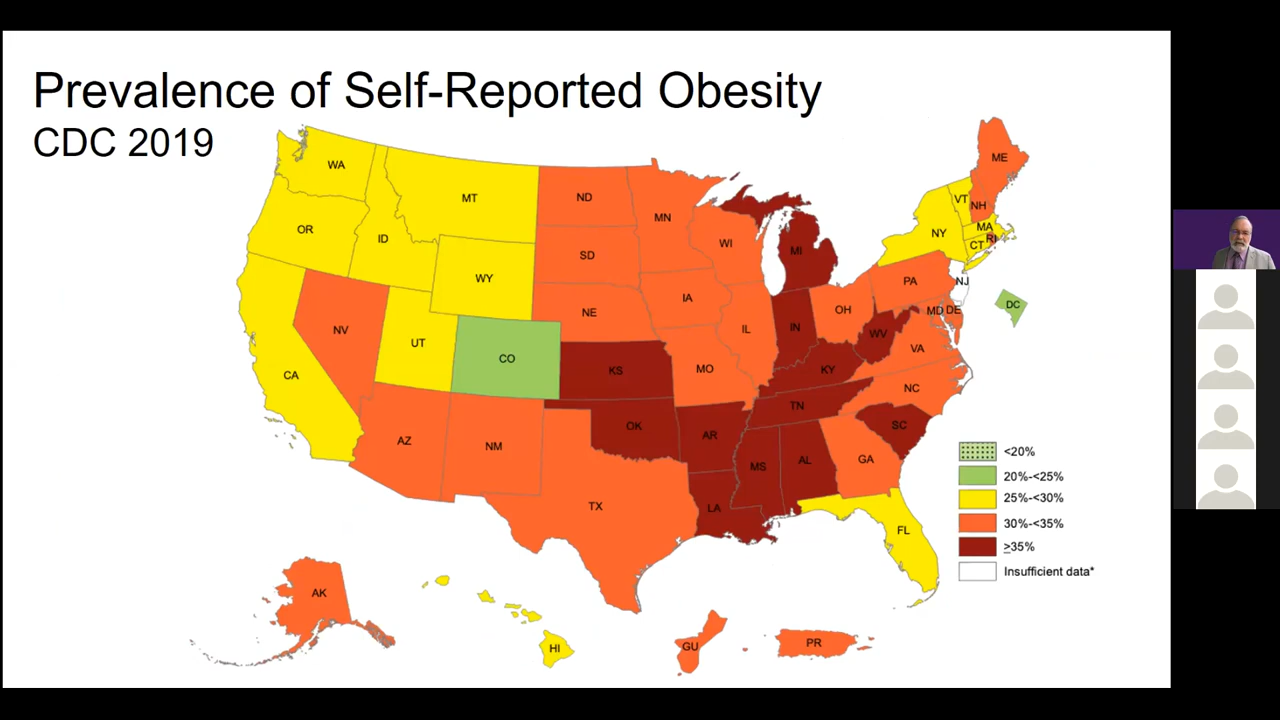 Prevalence of Self-Reported Obesity
CDC 2019
WA
MT
ND
MN
ME
OR
ID
WY
SD
WI
MI
NY
VT
NH
MA
CT
RI
NV
UT
CO
NE
IA
IL
IN
OH
PA
NJ
MD
DE
DC
CA
KS
MO
KY
WV
VA
AZ
NM
OK
AR
TN
NC
SC
TX
LA
MS
AL
GA
FL
AK
HI
GU
PR
<20%
20%-<25%
25%-<30%
30%-<35%
≥35%
Insufficient data*